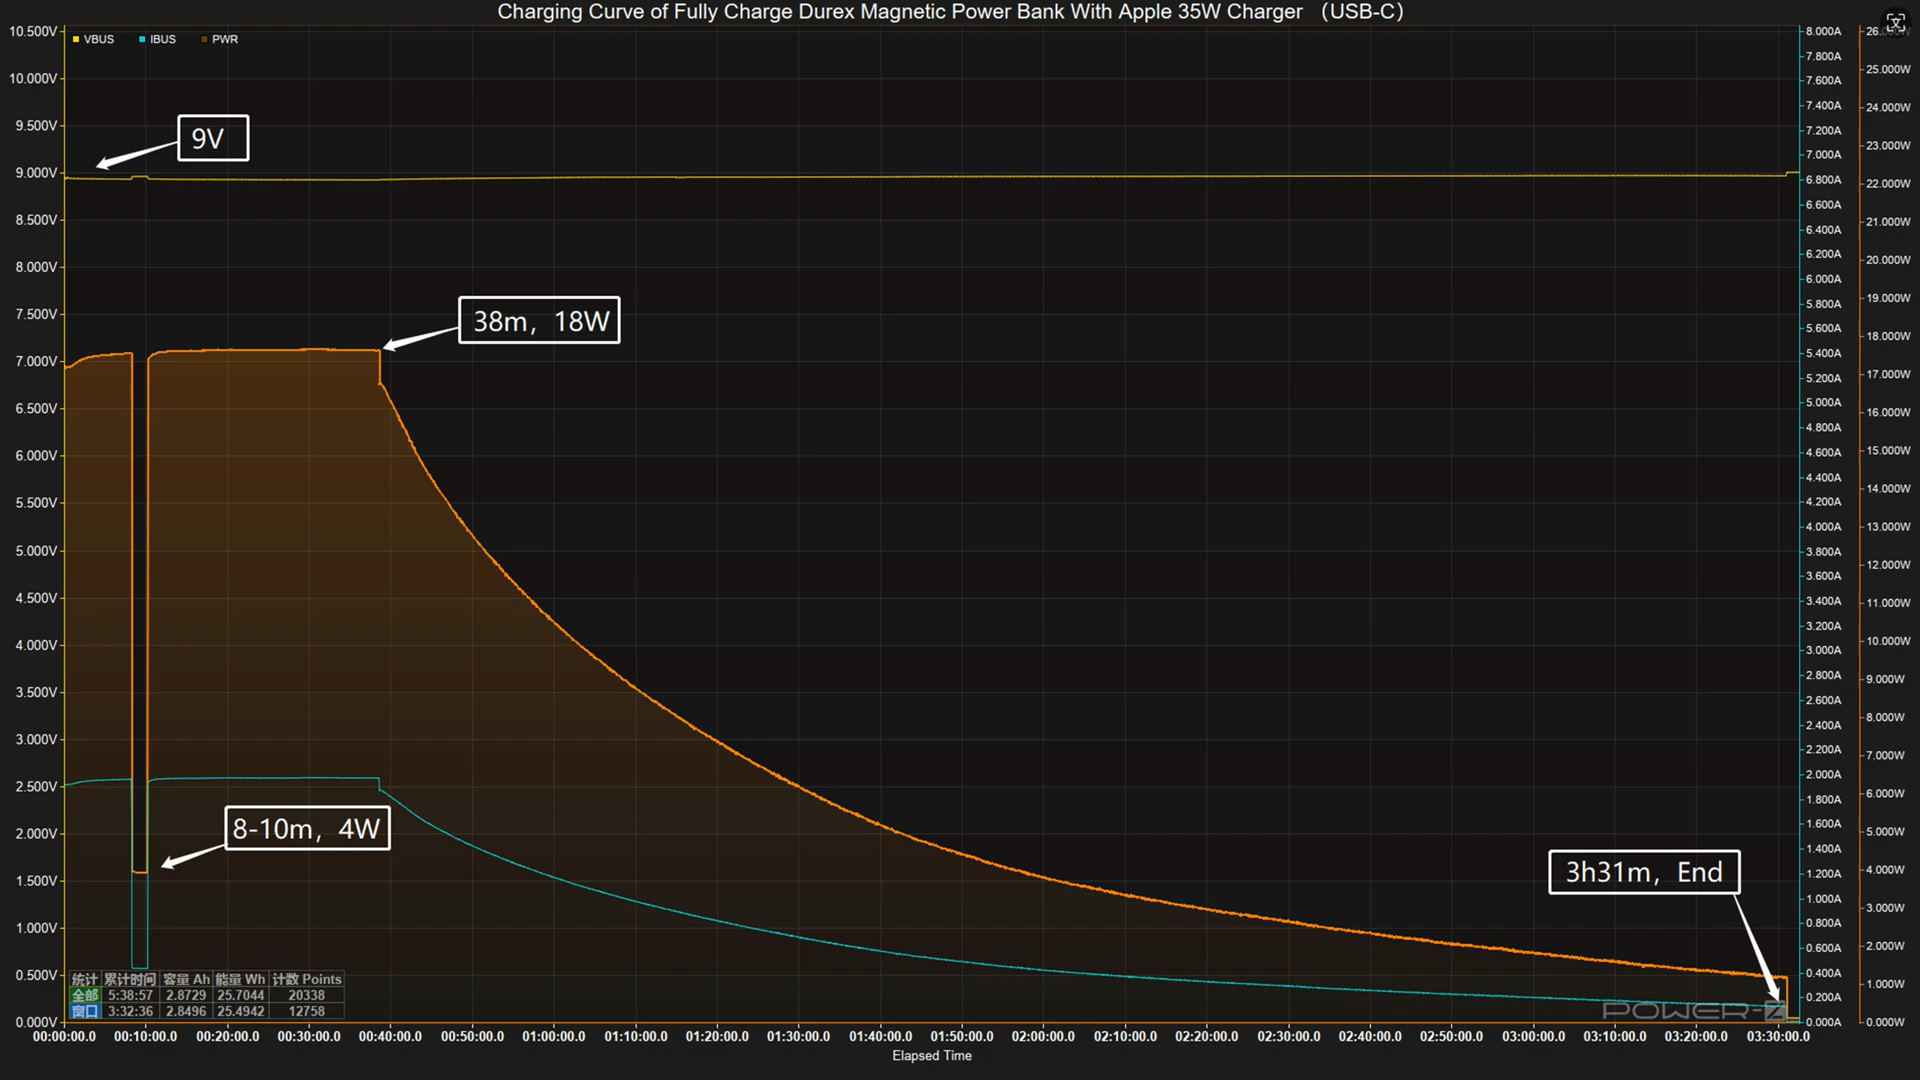 Charging Curve of Fully Charge Durex Magnetic Power Bank With Apple 35W Charger （USB-C）
VBUS IBUS PWR
10.500V
10.000V
9.500V
9.000V
8.500V
8.000V
7.500V
7.000V
6.500V
6.000V
5.500V
5.000V
4.500V
4.000V
3.500V
3.000V
2.500V
2.000V
1.500V
1.000V
0.500V
0.000V
9V
38m，18W
8-10m，4W
3h31m，End
统计 累计时间 容量 Ah 能量 Wh 计数 Points
全部 5:38:57 2.8729 25.7044 20338
窗口 3:32:36 2.8496 25.4942 12758
POWER-Z
8.000A
7.800A
7.600A
7.400A
7.200A
7.000A
6.800A
6.600A
6.400A
6.200A
6.000A
5.800A
5.600A
5.400A
5.200A
5.000A
4.800A
4.600A
4.400A
4.200A
4.000A
3.800A
3.600A
3.400A
3.200A
3.000A
2.800A
2.600A
2.400A
2.200A
2.000A
1.800A
1.600A
1.400A
1.200A
1.000A
0.800A
0.600A
0.400A
0.200A
0.000A
25.000W
24.000W
23.000W
22.000W
21.000W
20.000W
19.000W
18.000W
17.000W
16.000W
15.000W
14.000W
13.000W
12.000W
11.000W
10.000W
9.000W
8.000W
7.000W
6.000W
5.000W
4.000W
3.000W
2.000W
1.000W
0.000W
00:00:00.0 00:10:00.0 00:20:00.0 00:30:00.0 00:40:00.0 00:50:00.0 01:00:00.0 01:10:00.0 01:20:00.0 01:30:00.0 01:40:00.0 01:50:00.0 02:00:00.0 02:10:00.0 02:20:00.0 02:30:00.0 02:40:00.0 02:50:00.0 03:00:00.0 03:10:00.0 03:20:00.0 03:30:00.0
Elapsed Time